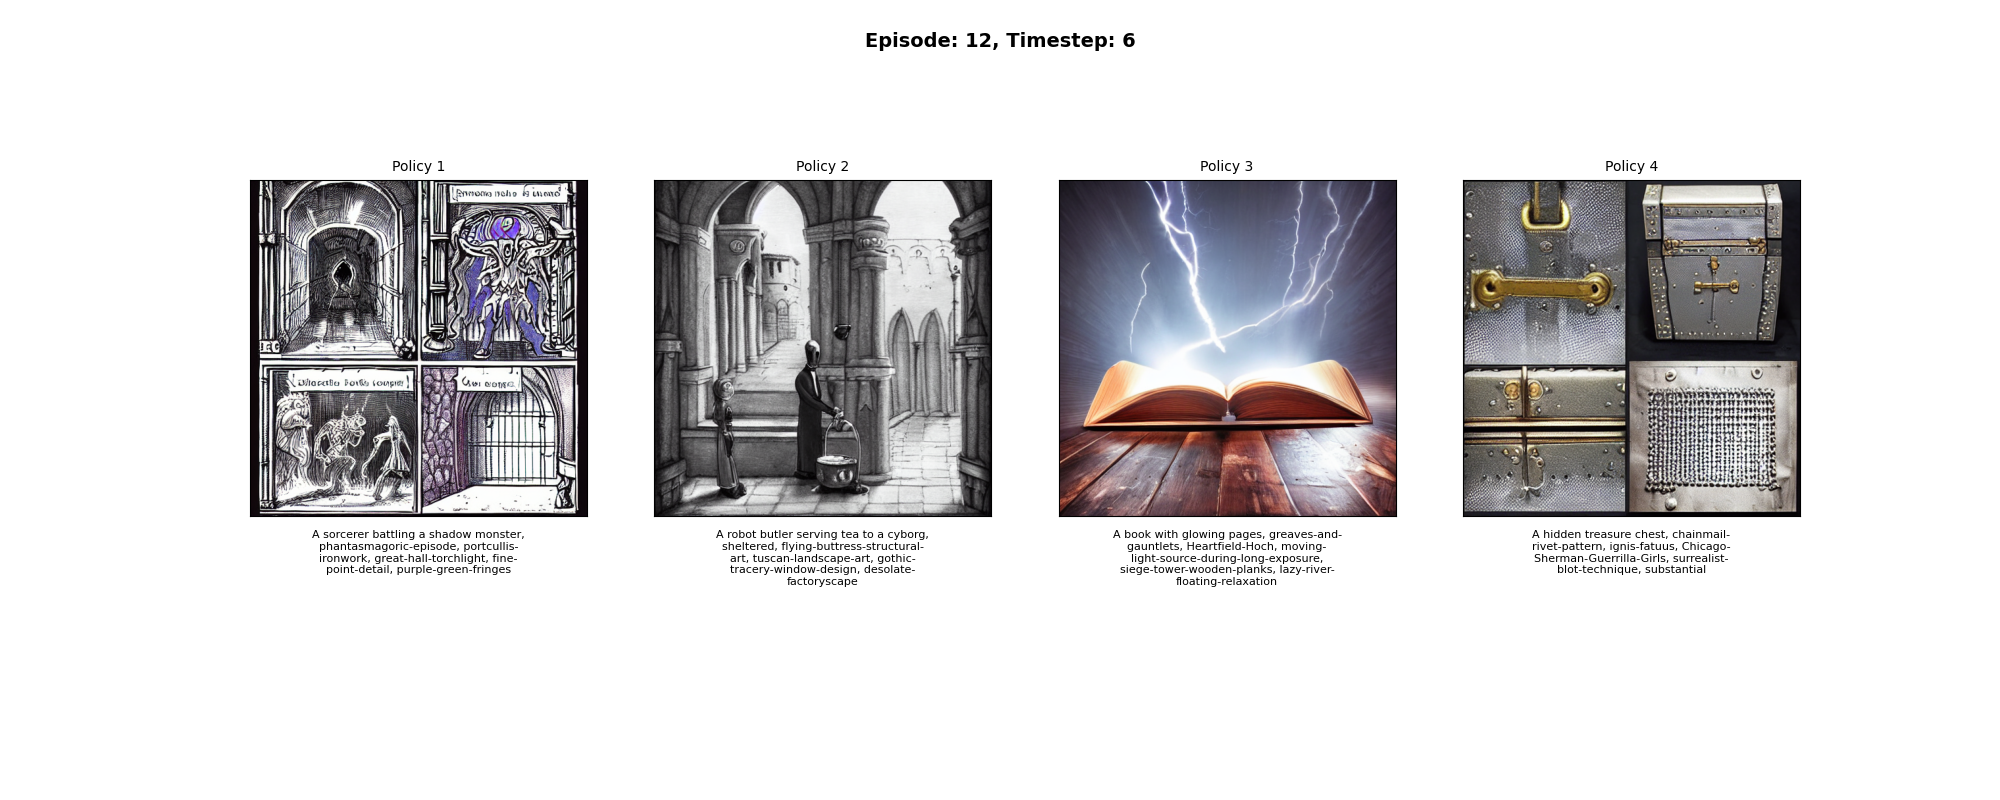 Episode: 12, Timestep: 6
Policy 1
Policy 2
Policy 3
Policy 4
A sorcerer battling a shadow monster,
phantasmagoric-episode, portcullis-
ironwork, great-hall-torchlight, fine-
point-detail, purple-green-fringes
A robot butler serving tea to a cyborg,
sheltered, flying-buttress-structural-
art, tuscan-landscape-art, gothic-
tracery-window-design, desolate-
factoryscape
A book with glowing pages, greaves-and-
gauntlets, Heartfield-Hoch, moving-
light-source-during-long-exposure,
siege-tower-wooden-planks, lazy-river-
floating-relaxation
A hidden treasure chest, chainmail-
rivet-pattern, ignis-fatuus, Chicago-
Sherman-Guerrilla-Girls, surrealist-
blot-technique, substantial